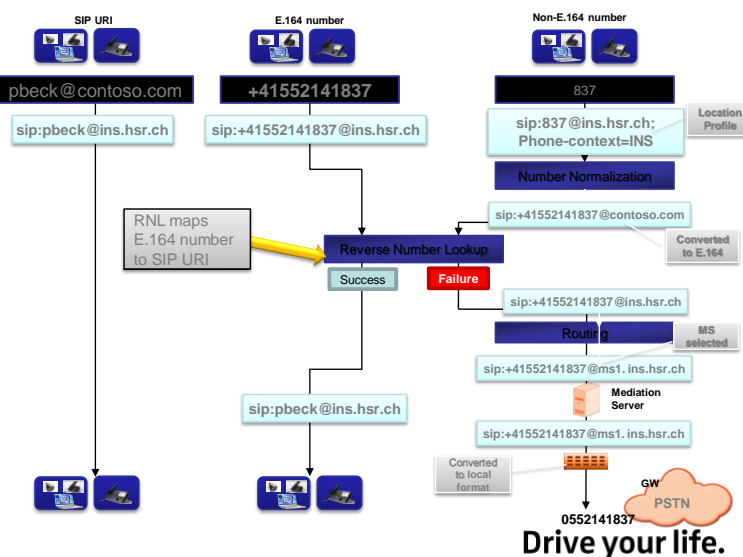 SIP URI
E.164 number
Non-E.164 number
pbeck@contoso.com
+41552141837
837
sip:pbeck@ins.hsr.ch
sip:+41552141837@ins.hsr.ch
sip:837@ins.hsr.ch;
Phone-context=INS
Location
Profile
Number Normalization
sip:+41552141837@contoso.com
RNL maps
E.164 number
to SIP URI
Reverse Number Lookup
Converted
to E.164
Success
Failure
sip:+41552141837@ins.hsr.ch
Routing
MS
selected
sip:+41552141837@ms1. ins.hsr.ch
Mediation
Server
sip:pbeck@ins.hsr.ch
sip:+41552141837@ms1. ins.hsr.ch
Converted
to local
format
GW
PSTN
0552141837
Drive your life.